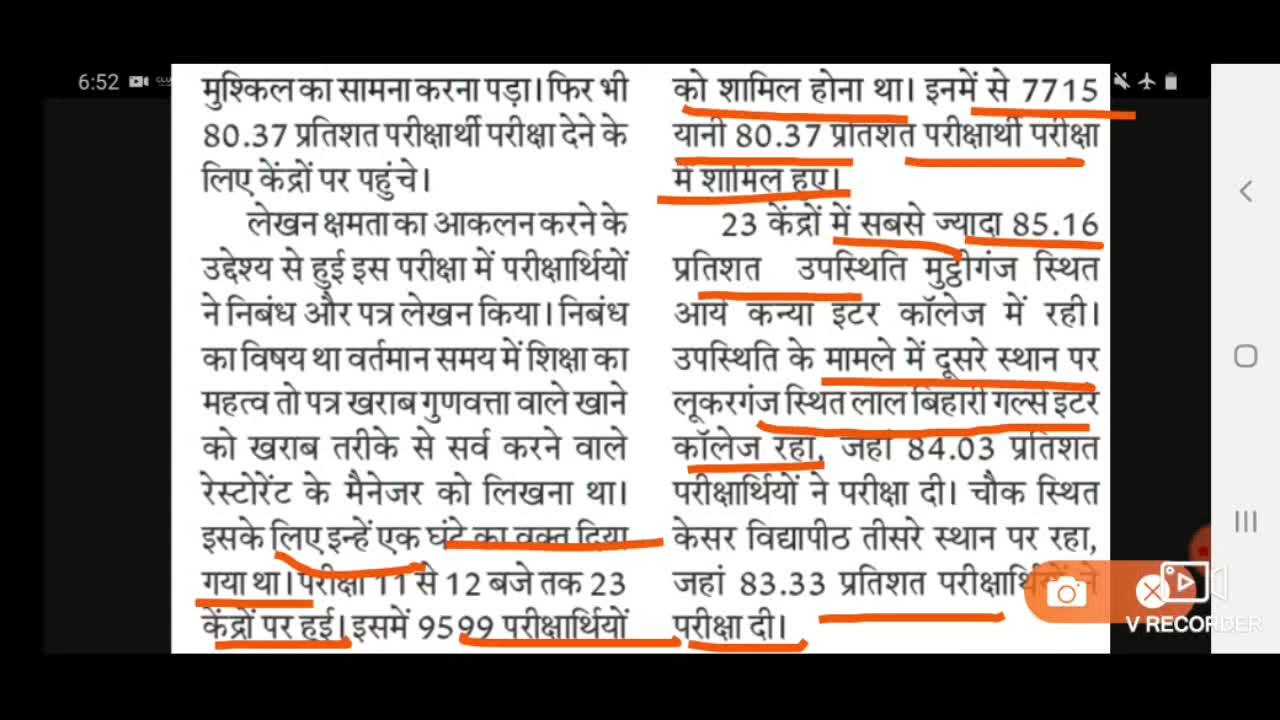 6:52
मुश्किल का सामना करना पड़ा। फिर भी
80.37 प्रतिशत परीक्षार्थी परीक्षा देने के
लिए केंद्रों पर पहुंचे।
लेखन क्षमता का आकलन करने के
उद्देश्य से हुई इस परीक्षा में परीक्षार्थियों
ने निबंध और पत्र लेखन किया। निबंध
का विषय था वर्तमान समय में शिक्षा का
महत्व तो पत्र खराब गुणवत्ता वाले खाने
को खराब तरीके से सर्व करने वाले
रेस्टोरेंट के मैनेजर को लिखना था।
इसके लिए इन्हें एक घंटे का वक्त दिया
गया था। परीक्षा 11 से 12 बजे तक 23
केंद्रों पर हुई। इसमें 9599 परीक्षार्थियों
को शामिल होना था। इनमें से 7715
यानी 80.37 प्रतिशत परीक्षार्थी परीक्षा
में शामिल हुए।
23 केंद्रों में सबसे ज्यादा 85.16
प्रतिशत उपस्थिति मुट्ठीगंज स्थित
आर्य कन्या इंटर कॉलेज में रही।
उपस्थिति के मामले में दूसरे स्थान पर
लूकरगंज स्थित लाल बिहारी गर्ल्स इंटर
कॉलेज रहा, जहां 84.03 प्रतिशत
परीक्षार्थियों ने परीक्षा दी। चौक स्थित
केसर विद्यापीठ तीसरे स्थान पर रहा,
जहां 83.33 प्रतिशत परीक्षार्थियों ने
परीक्षा दी।
V RECORDER